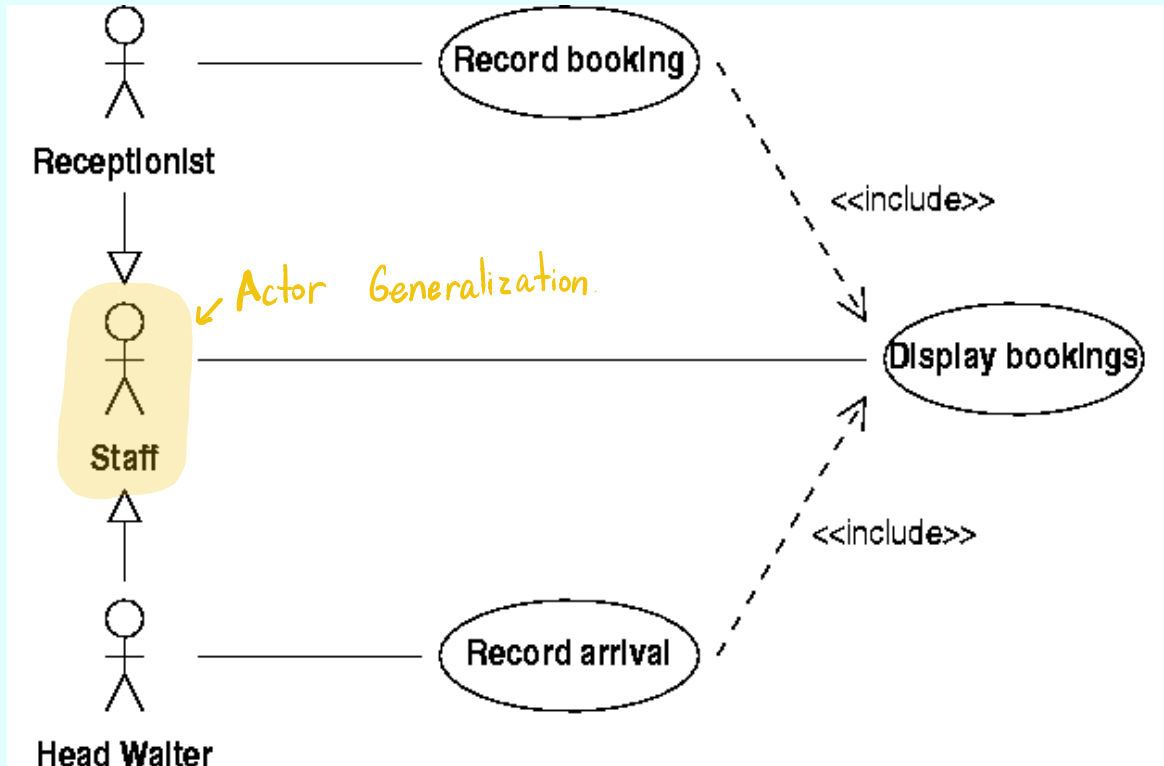 Record booking
Receptionist
<<include>>
Actor Generalization.
Display bookings
Staff
<<include>>
Record arrival
Head Waiter